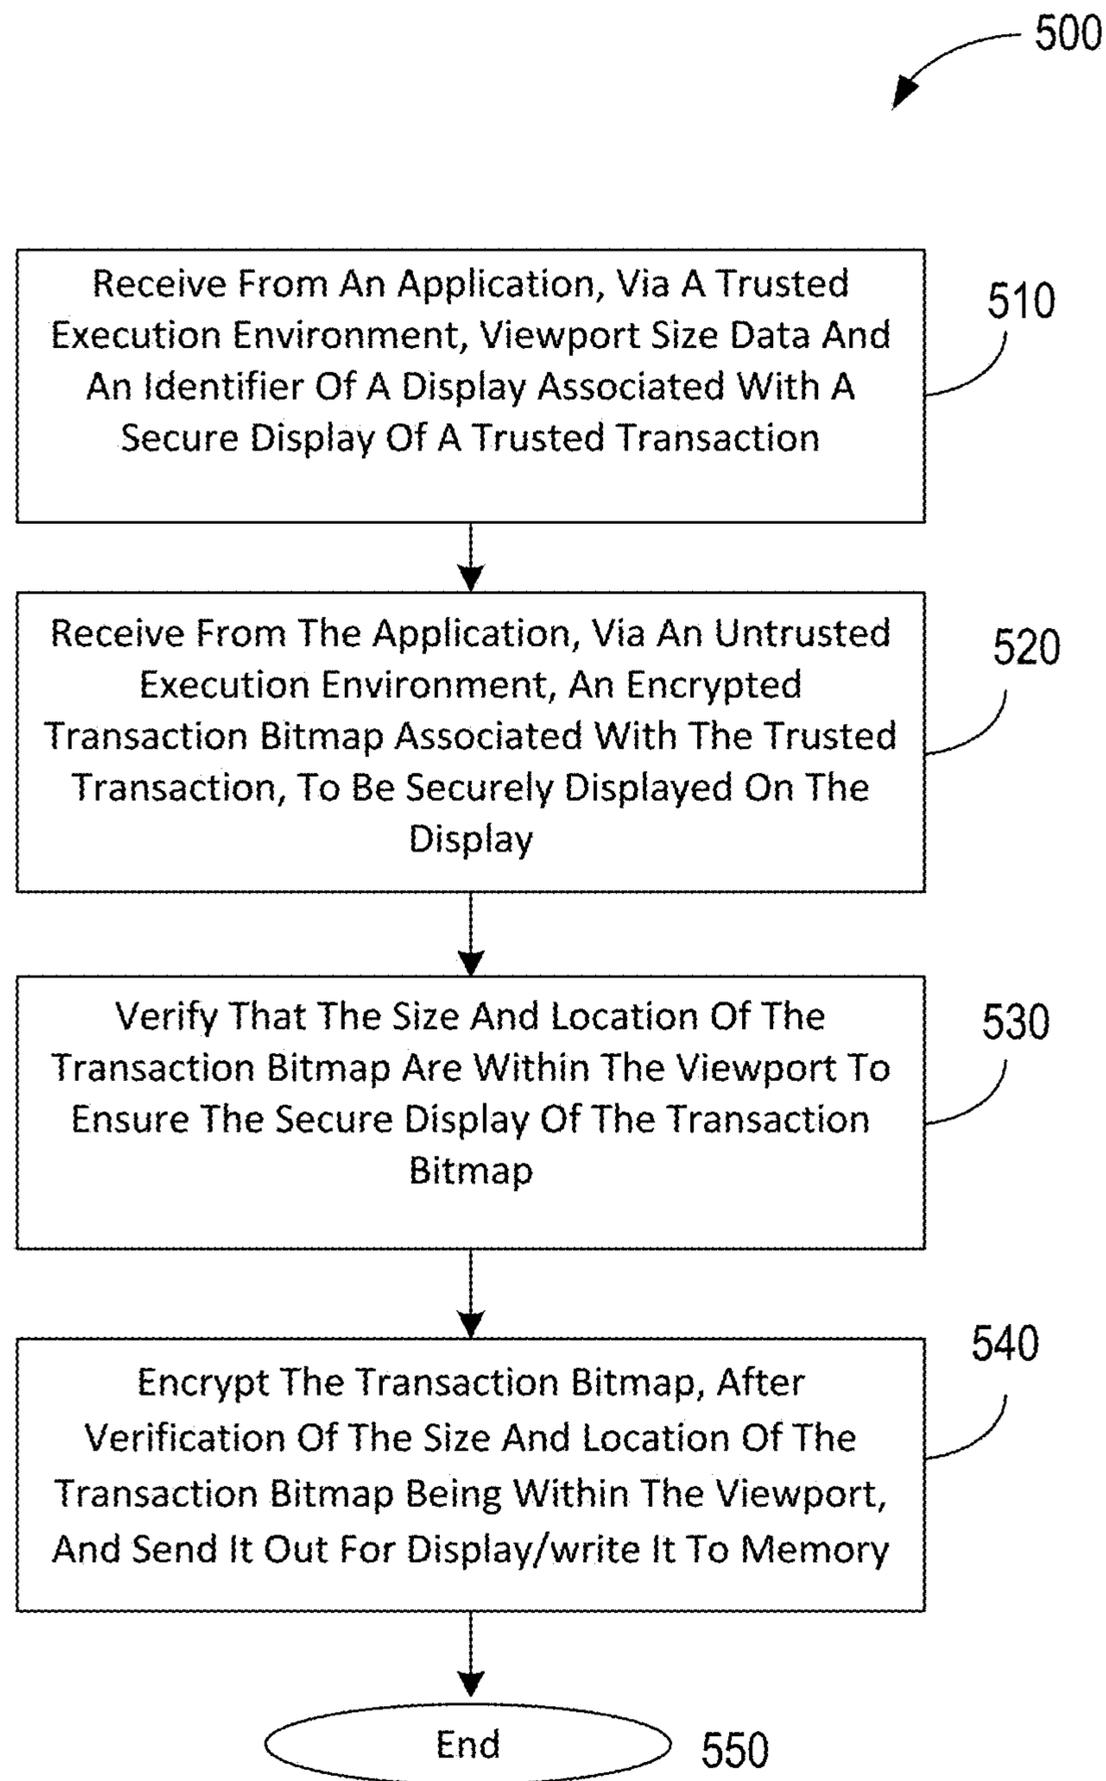 500
Receive From An Application, Via A Trusted
Execution Environment, Viewport Size Data And
An Identifier Of A Display Associated With A
Secure Display Of A Trusted Transaction
510
Receive From The Application, Via An Untrusted
Execution Environment, An Encrypted
Transaction Bitmap Associated With The Trusted
Transaction, To Be Securely Displayed On The
Display
520
Verify That The Size And Location Of The
Transaction Bitmap Are Within The Viewport To
Ensure The Secure Display Of The Transaction
Bitmap
530
Encrypt The Transaction Bitmap, After
Verification Of The Size And Location Of The
Transaction Bitmap Being Within The Viewport,
And Send It Out For Display/write It To Memory
540
End
550